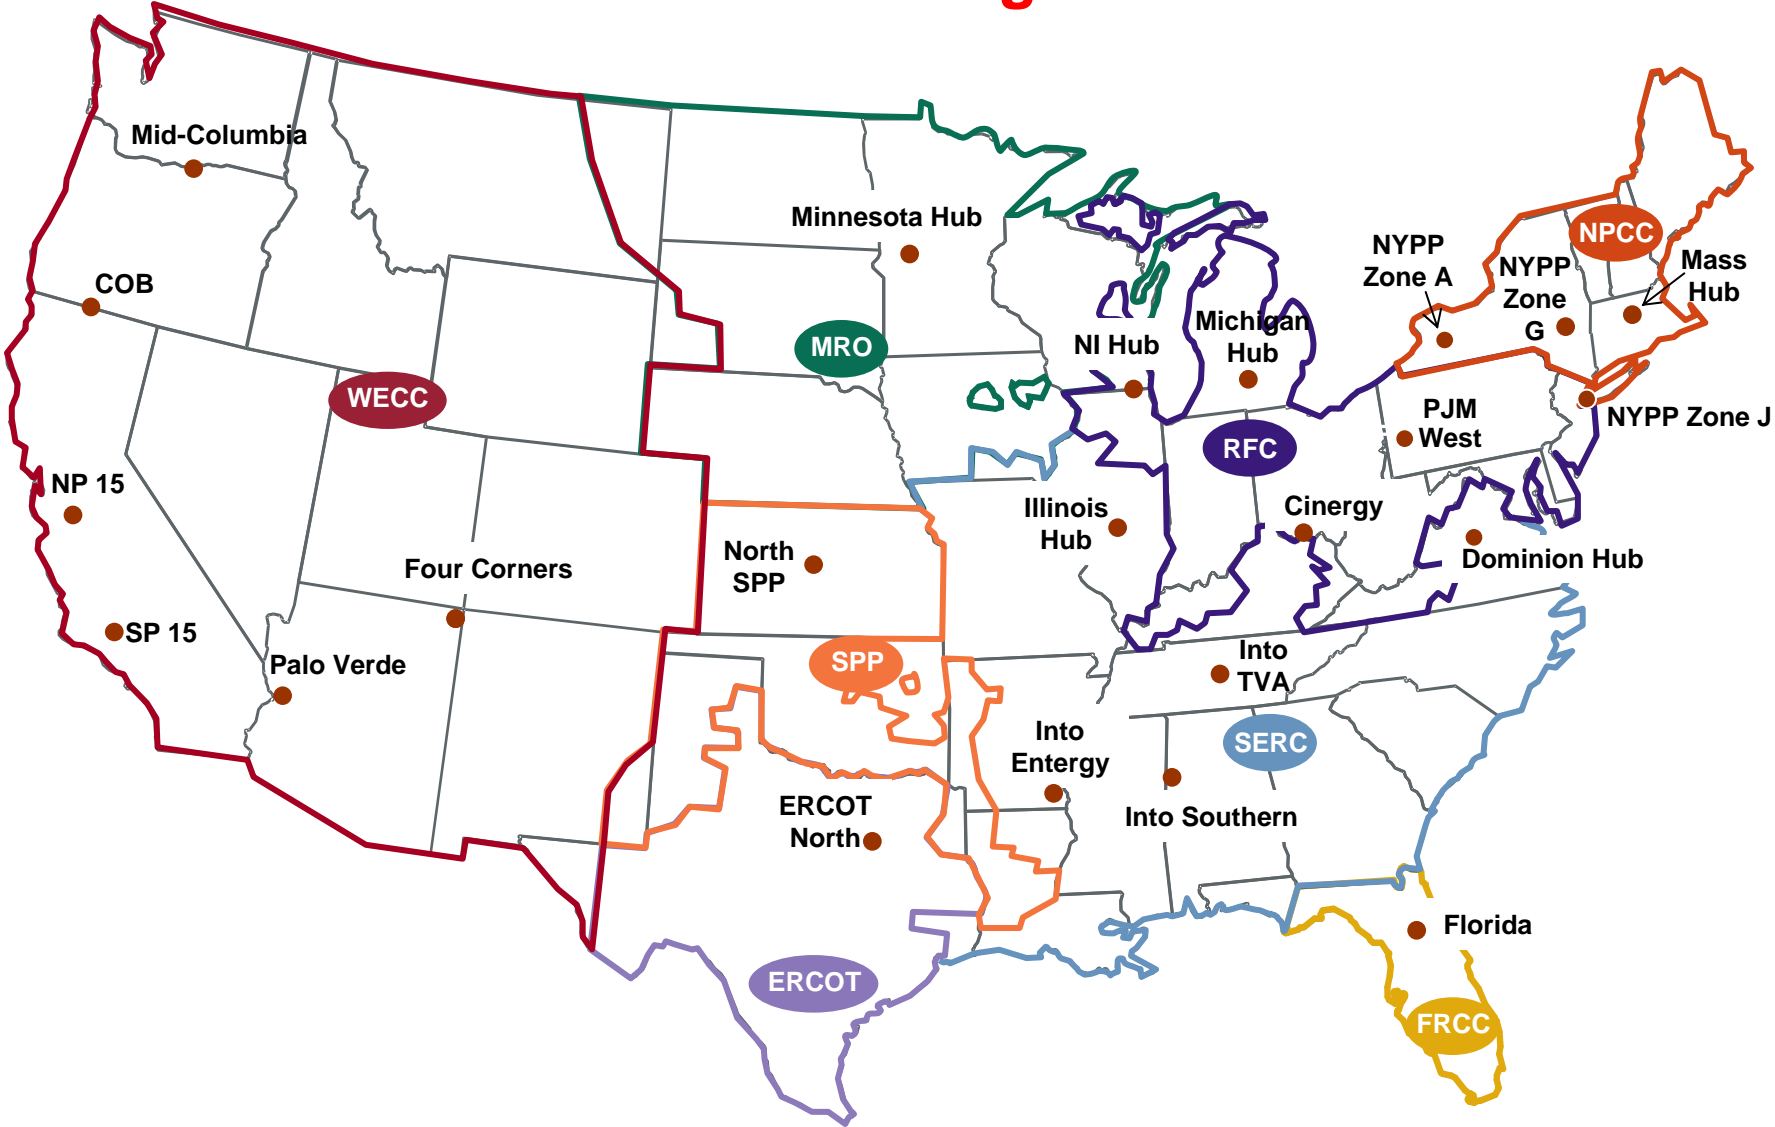 g
Mid-Columbia
Minnesota Hub
NPCC
NYPP
Zone A
NYPP
Zone
G
Mass
Hub
COB
Michigan
Hub
NI Hub
MRO
WECC
PJM
West
NYPP Zone J
RFC
NP 15
Illinois
Hub
Cinergy
North
SPP
Dominion Hub
Four Corners
SP 15
Palo Verde
SPP
Into
TVA
Into
Entergy
SERC
ERCOT
North
Into Southern
Florida
ERCOT
FRCC